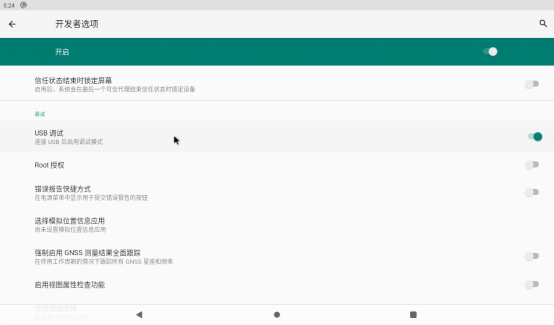 5:24
开发者选项
开启
信任状态结束时锁定屏幕
启用后，系统会在最后一个可信代理结束信任状态时锁定设备
调试
USB 调试
连接 USB 后启用调试模式
Root 授权
错误报告快捷方式
在电源菜单中显示用于提交错误报告的按钮
选择模拟位置信息应用
尚未设置模拟位置信息应用
强制启用 GNSS 测量结果全面跟踪
在停用工作周期的情况下跟踪所有 GNSS 星座和频率
启用视图属性检查功能